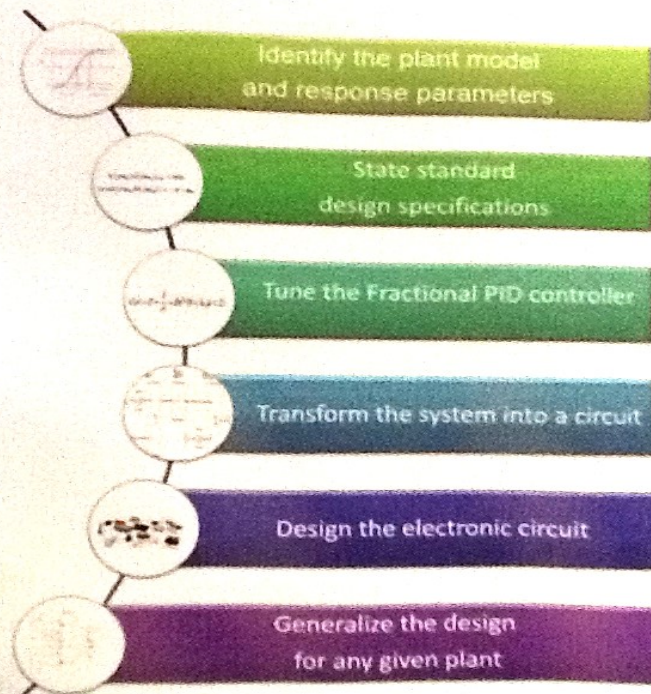 Identify the plant model
and response parameters
State standard
design specifications
Tune the Fractional PID controller
Transform the system into a circuit
Design the electronic circuit
Generalize the design
for any given plant